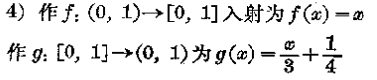 4) 作 f: (0, 1)→[0, 1] 入射为 f(x)=x
作 g: [0, 1]→(0, 1) 为 g(x)=x/3+1/4